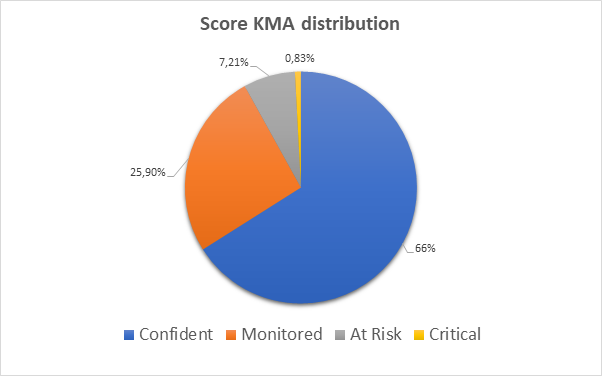 Score KMA distribution
7,21%
0,83%
25,90%
66%
Confident Monitored At Risk Critical